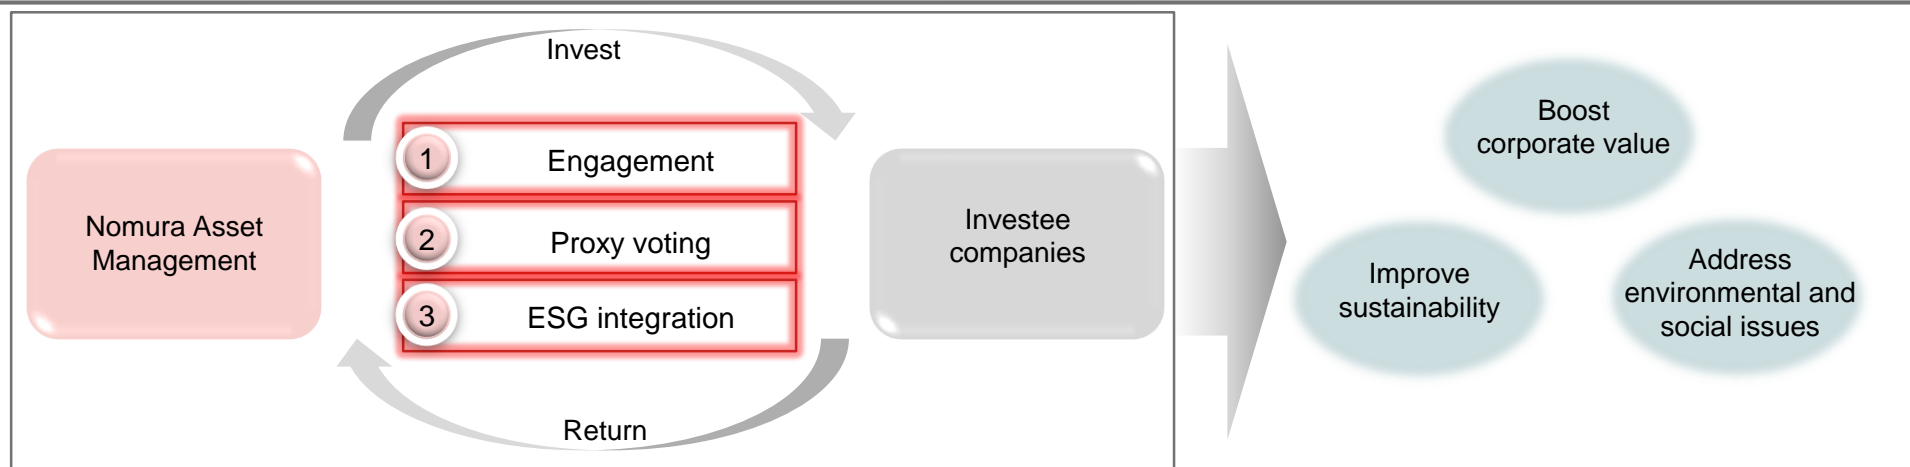 Invest
Nomura Asset
Management
1
Engagement
2
Proxy voting
3
ESG integration
Investee
companies
Return
Boost
corporate value
Improve
sustainability
Address
environmental and
social issues